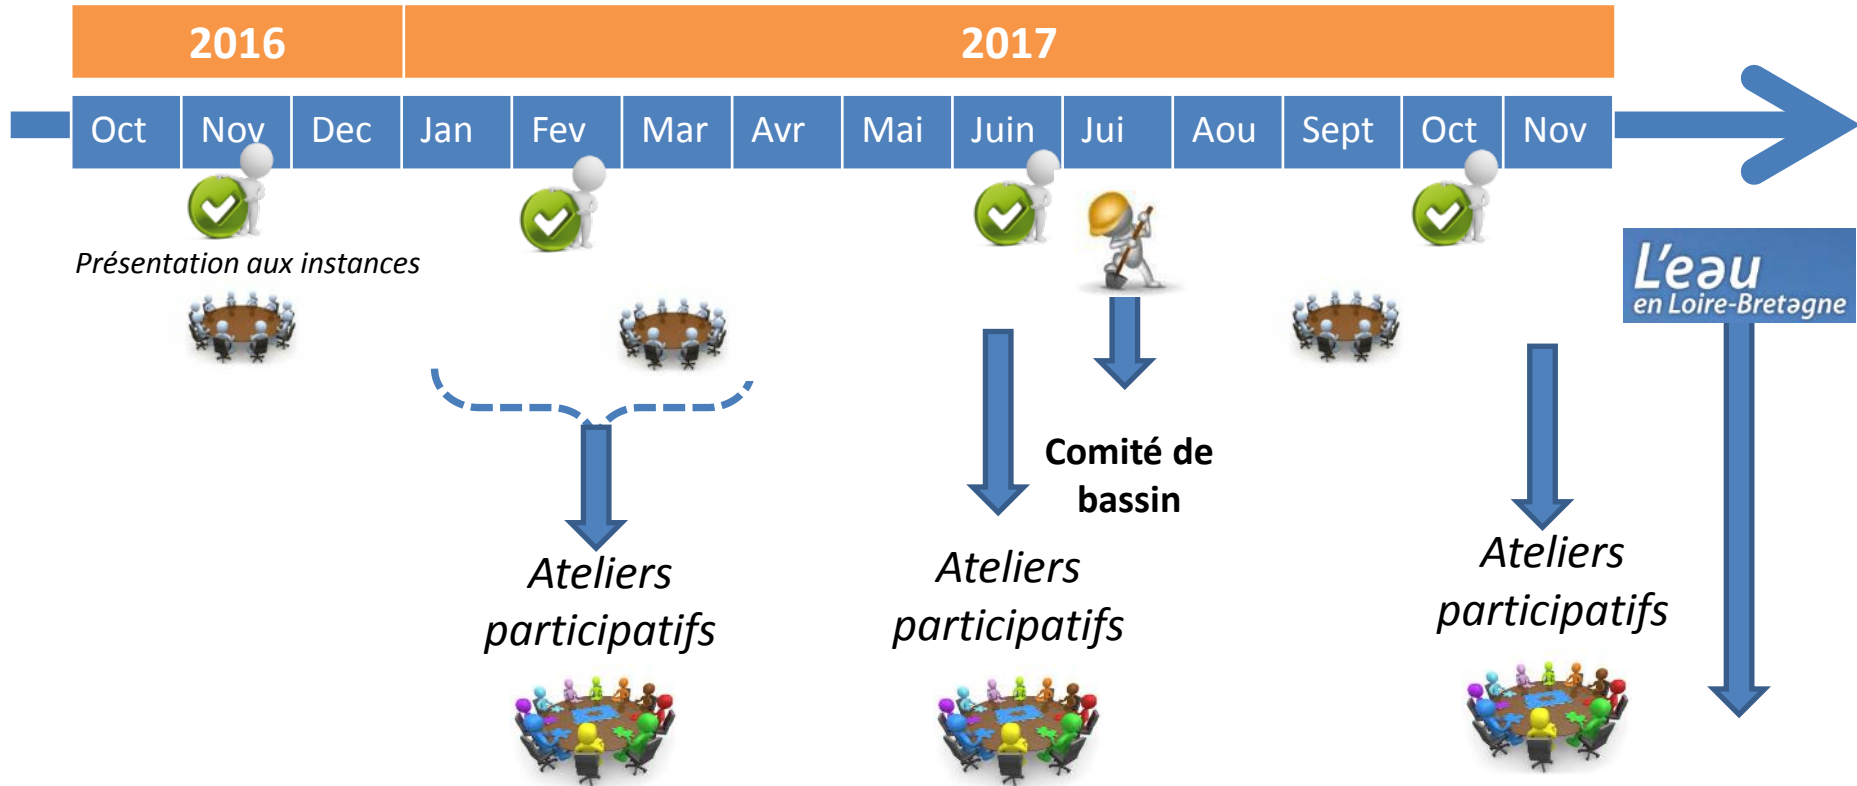 2016 2017
Oct Nov Dec Jan Fev Mar Avr Mai Juin Jui Aou Sept Oct Nov
Présentation aux instances
L'eau
en Loire-Bretagne
Comité de
bassin
Ateliers
participatifs
Ateliers
participatifs
Ateliers
participatifs